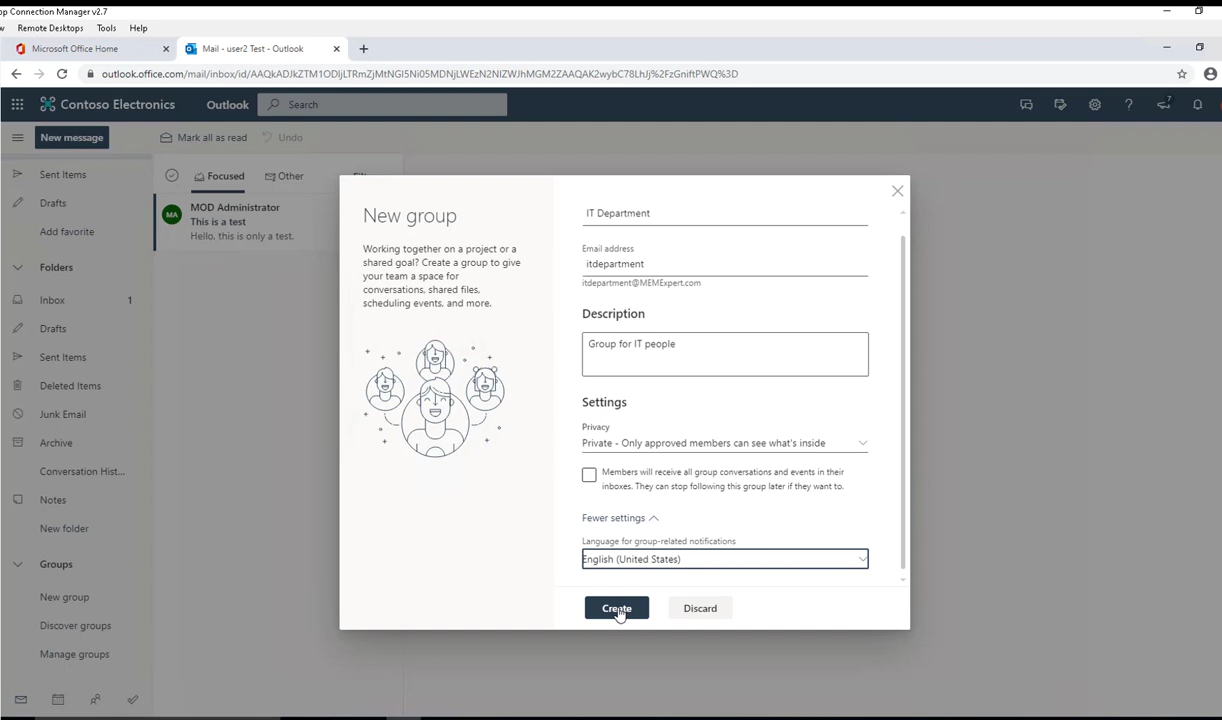 op Connection Manager v2.7
w Remote Desktops Tools Help
Microsoft Office Home
Mail - user2 Test - Outlook
outlook.office.com/mail/inbox/id/AAQkADJkZTM1ODljLTRmZjMtNGI5Ni05MDNjLWEzN2NlZWJhMGM2ZAAQAK2wybC78LhJj%2FzGniftPWQ%3D
Contoso Electronics
Outlook
Search
7
New message
Mark all as read
Undo
Sent Items
Drafts
Add favorite
Folders
Inbox 1
Drafts
Sent Items
Deleted Items
Junk Email
Archive
Conversation Hist...
Notes
New folder
Groups
New group
Discover groups
Manage groups
Focused
Other
MA
MOD Administrator
This is a test
Hello, this is only a test.
New group
Working together on a project or a
shared goal? Create a group to give
your team a space for
conversations, shared files,
scheduling events, and more.
IT Department
Email address
itdepartment
itdepartment@MEMExpert.com
Description
Group for IT people
Settings
Privacy
Private - Only approved members can see what's inside
Members will receive all group conversations and events in their
inboxes. They can stop following this group later if they want to.
Fewer settings
Language for group-related notifications
English (United States)
Create
Discard